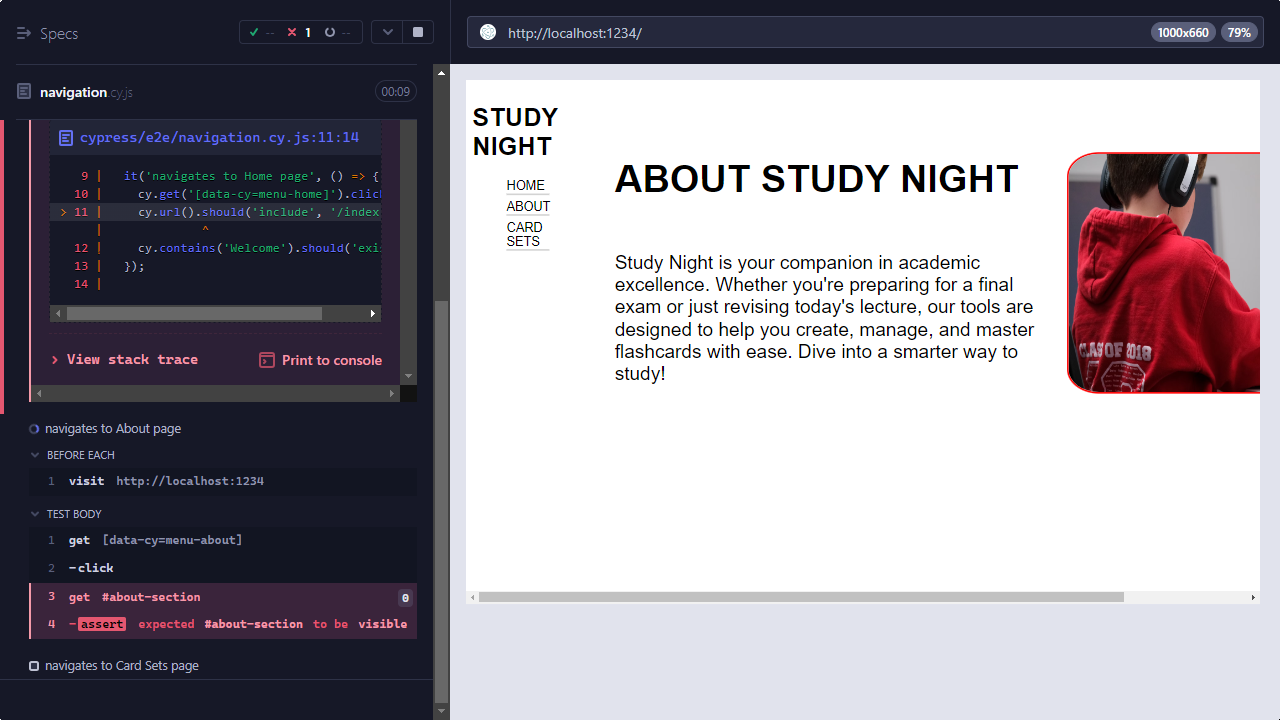 Specs
-- 1 --
http://localhost:1234/
1000x660
79%
navigation.cy.js
00:09
cypress/e2e/navigation.cy.js:11:14
9 | it('navigates to Home page', () => {
10 | cy.get('[data-cy=menu-home]').click
> 11 | cy.url().should('include', '/index
| ^
12 | cy.contains('Welcome').should('exis
13 | });
14 |
> View stack trace
Print to console
navigates to About page
BEFORE EACH
1 visit http://localhost:1234
TEST BODY
1 get [data-cy=menu-about]
2 -click
3 get #about-section 0
4 -assert expected #about-section to be visible
navigates to Card Sets page
STUDY
NIGHT
HOME
ABOUT
CARD
SETS
ABOUT STUDY NIGHT
Study Night is your companion in academic
excellence. Whether you're preparing for a final
exam or just revising today's lecture, our tools are
designed to help you create, manage, and master
flashcards with ease. Dive into a smarter way to
study!
CLASS OF 2018